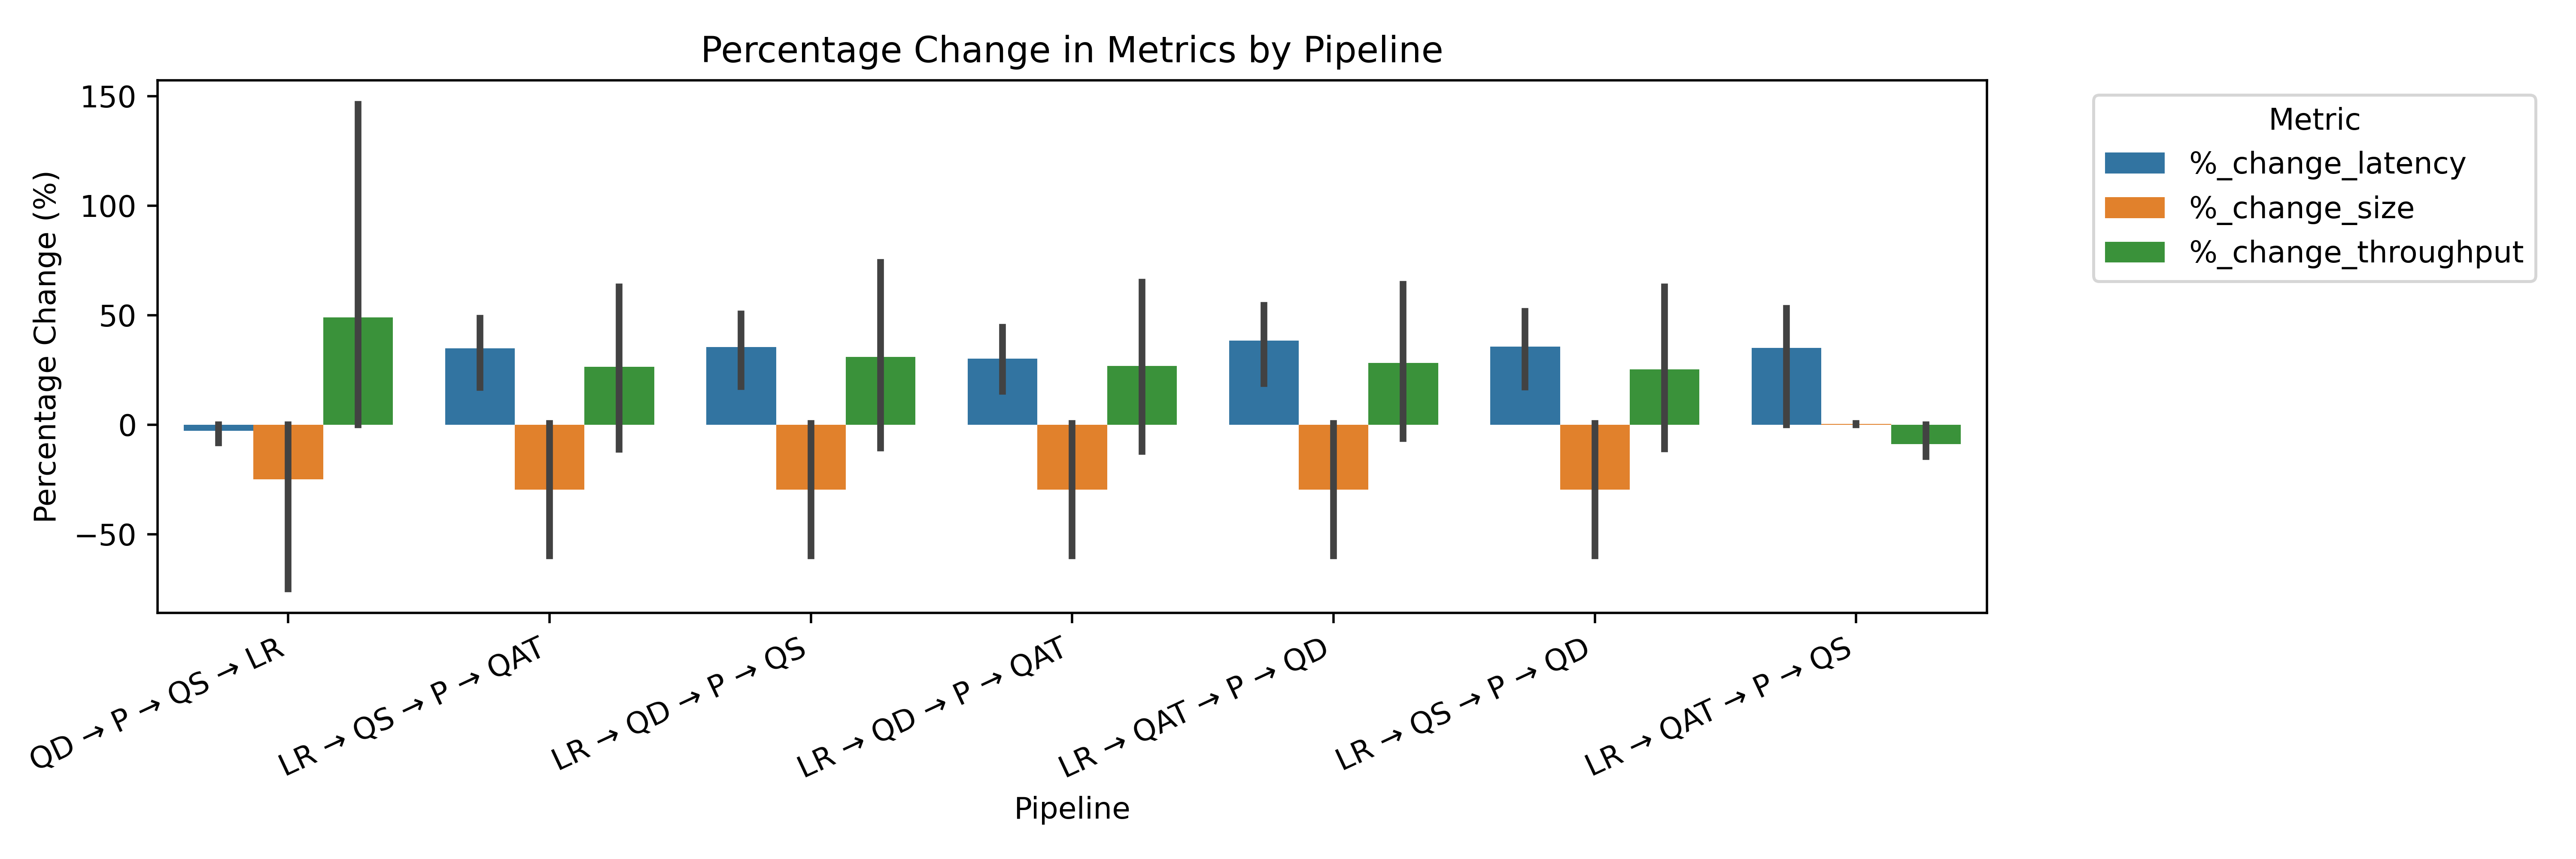 Percentage Change in Metrics by Pipeline
Percentage Change (%)
150
100
50
0
−50
QD → P → QS → LR
LR → QS → P → QAT
LR → QD → P → QS
LR → QD → P → QAT
LR → QAT → P → QD
LR → QS → P → QD
LR → QAT → P → QS
Pipeline
Metric
%_change_latency
%_change_size
%_change_throughput